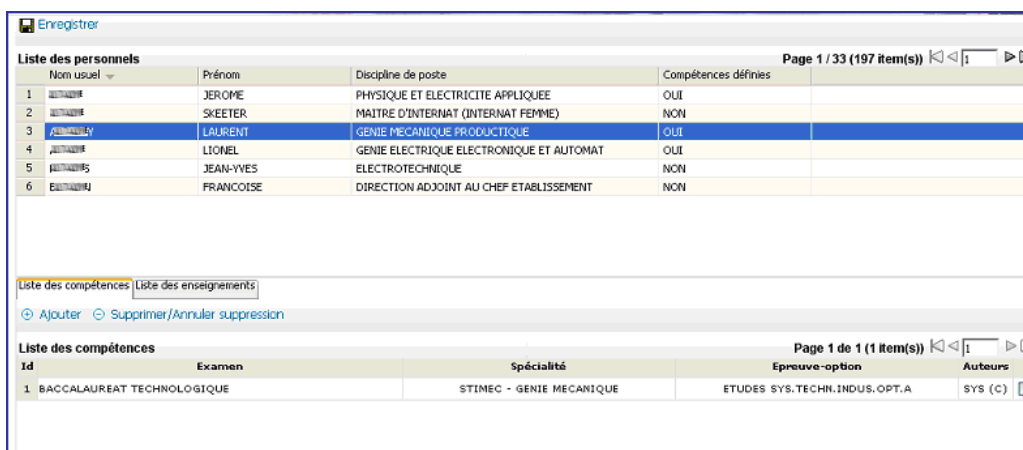 Enregistrer
Liste des personnels Page 1 / 33 (197 item(s)) 1
Nom usuel Prénom Discipline de poste Compétences définies
1 JEROME PHYSIQUE ET ELECTRICITE APPLIQUEE OUI
2 SKEETER MAITRE D'INTERNAT (INTERNAT FEMME) NON
3 LAURENT GENIE MECANIQUE PRODUCTIQUE OUI
4 LIONEL GENIE ELECTRIQUE ELECTRONIQUE ET AUTOMAT OUI
5 JEAN-YVES ELECTROTECHNIQUE NON
6 FRANCOISE DIRECTION ADJOINT AU CHEF ETABLISSEMENT NON
Liste des compétences Liste des enseignements
Ajouter Supprimer/Annuler suppression
Liste des compétences Page 1 de 1 (1 item(s)) 1
Id Examen Spécialité Epreuve-option Auteurs
1 BACCALAUREAT TECHNOLOGIQUE STIMEC - GENIE MECANIQUE ETUDES SYS.TECHN.INDUS.OPT.A SYS (C)